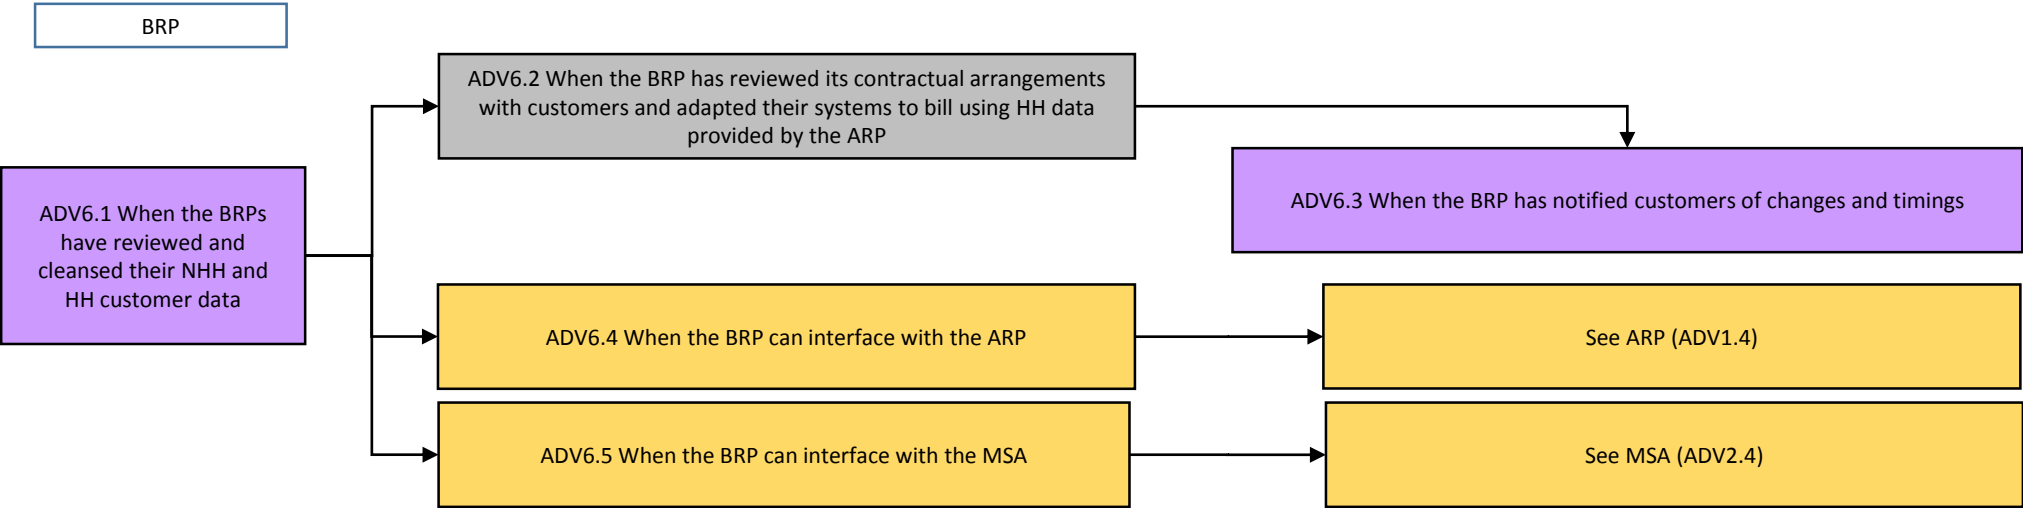 BRP
ADV6.2 When the BRP has reviewed its contractual arrangements
with customers and adapted their systems to bill using HH data
provided by the ARP
ADV6.1 When the BRPs
have reviewed and
cleansed their NHH and
HH customer data
ADV6.3 When the BRP has notified customers of changes and timings
ADV6.4 When the BRP can interface with the ARP
See ARP (ADV1.4)
ADV6.5 When the BRP can interface with the MSA
See MSA (ADV2.4)